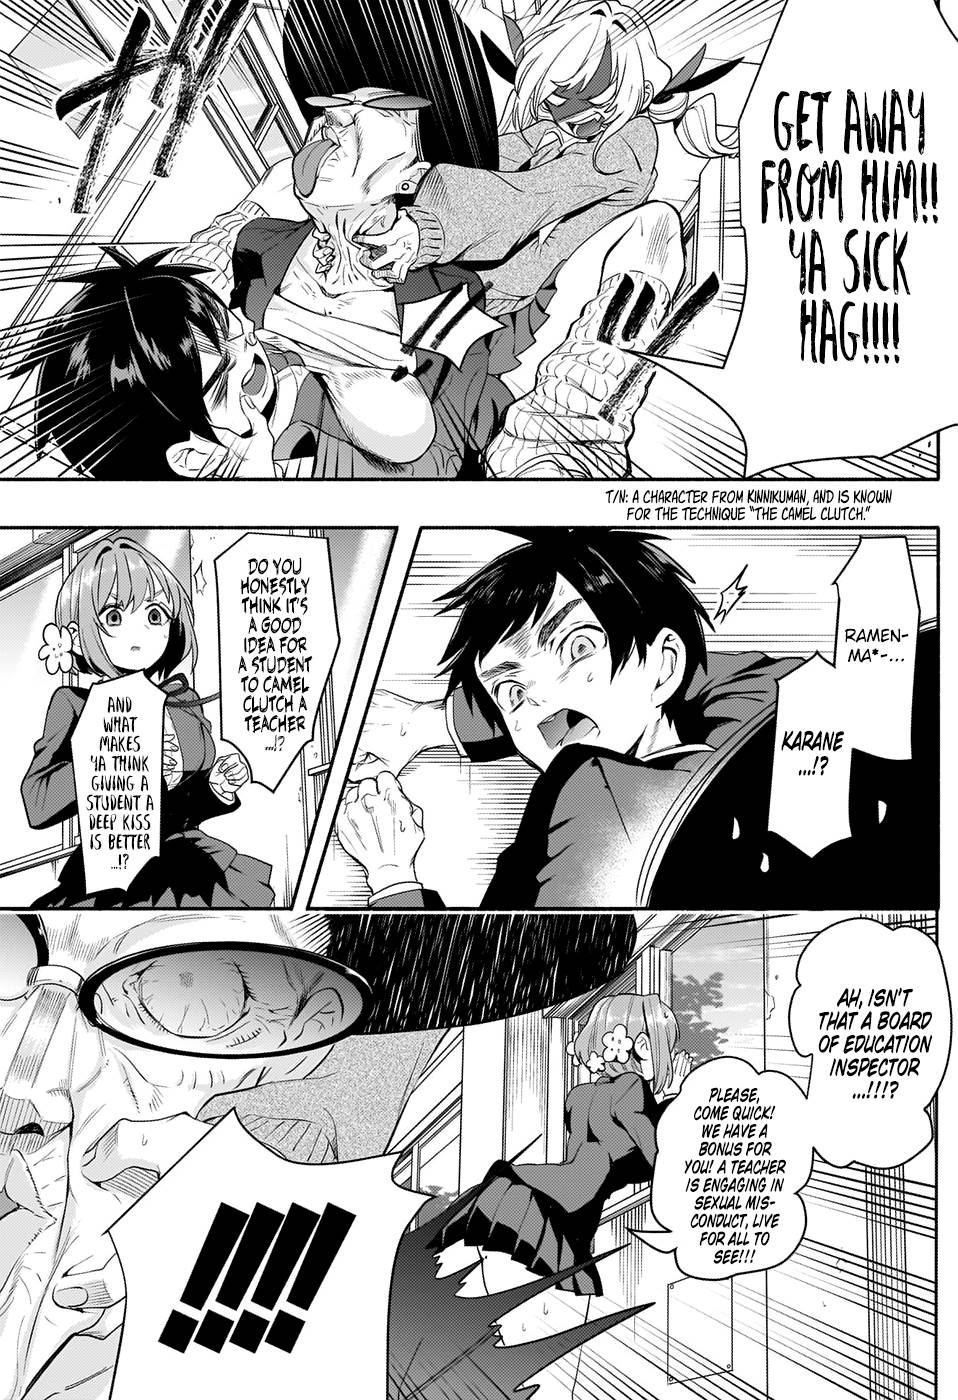 GET AWAY
FROM HIM!!
YA SICK
HAG!!!!
T/N: A CHARACTER FROM KINNIKUMAN, AND IS KNOWN
FOR THE TECHNIQUE "THE CAMEL CLUTCH."
RAMEN-
MA*-...
KARANE
...!?
DO YOU
HONESTLY
THINK IT'S
A GOOD
IDEA FOR
A STUDENT
TO CAMEL
CLUTCH A
TEACHER
...!?
AND
WHAT
MAKES
YA THINK
GIVING A
STUDENT A
DEEP KISS
IS BETTER
...!?
AH, ISN'T
THAT A BOARD
OF EDUCATION
INSPECTOR
...!!!?
PLEASE,
COME QUICK!
WE HAVE A
BONUS FOR
YOU! A TEACHER
IS ENGAGING IN
SEXUAL MIS-
CONDUCT, LIVE
FOR ALL TO
SEE!!!
!!!!